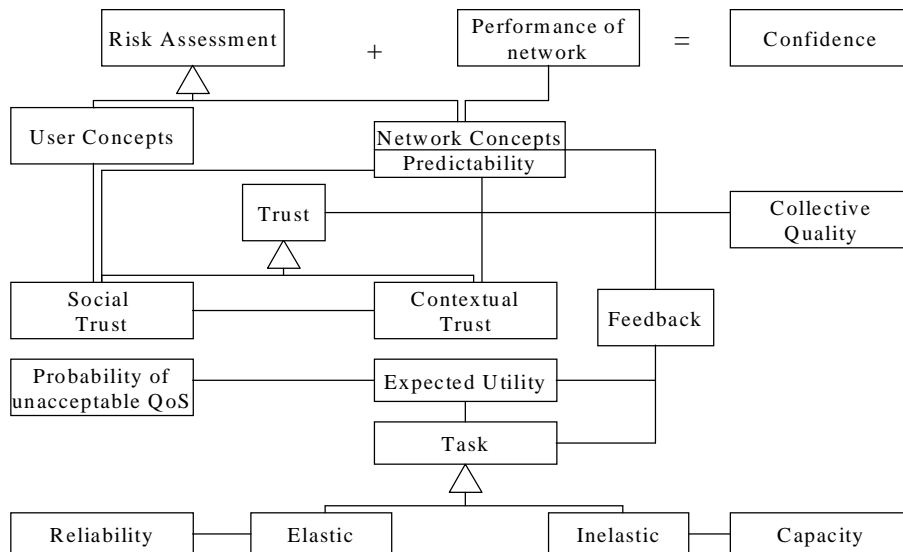 Risk Assessment
+
Performance of
network
=
Confidence
User Concepts
Network Concepts
Predictability
Trust
Collective
Quality
Social
Trust
Contextual
Trust
Feedback
Probability of
unacceptable QoS
Expected Utility
Task
Reliability
Elastic
Inelastic
Capacity